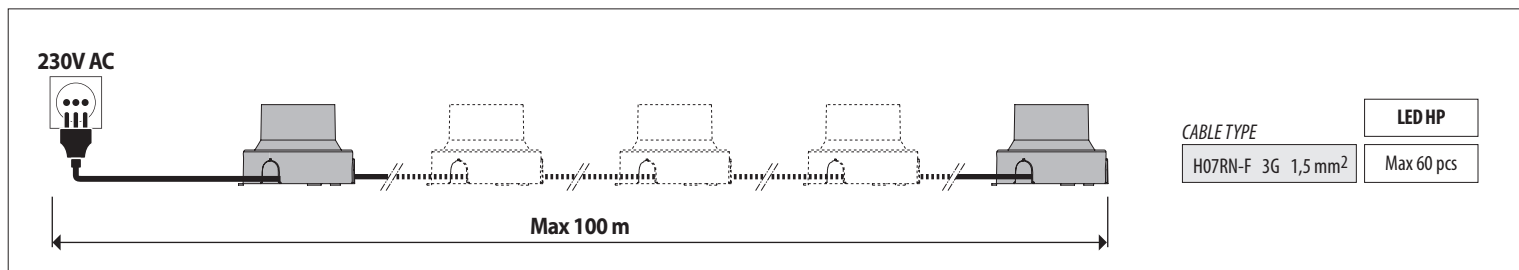 230V AC
LED HP
CABLE TYPE
H07RN-F 3G 1,5 mm²
Max 60 pcs
Max 100 m